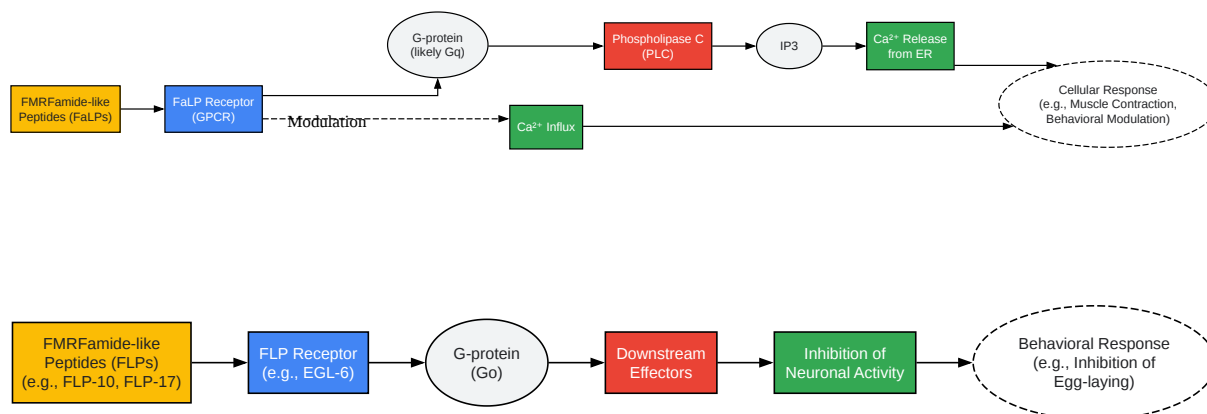 G-protein
(likely Gq)
Phospholipase C
(PLC)
IP3
Ca²⁺ Release
from ER
FMRFamide-like
Peptides (FaLPs)
FaLP Receptor
(GPCR)
Modulation
Ca²⁺ Influx
Cellular Response
(e.g., Muscle Contraction,
Behavioral Modulation)
FMRFamide-like
Peptides (FLPs)
(e.g., FLP-10, FLP-17)
FLP Receptor
(e.g., EGL-6)
G-protein
(Go)
Downstream
Effectors
Inhibition of
Neuronal Activity
Behavioral Response
(e.g., Inhibition of
Egg-laying)